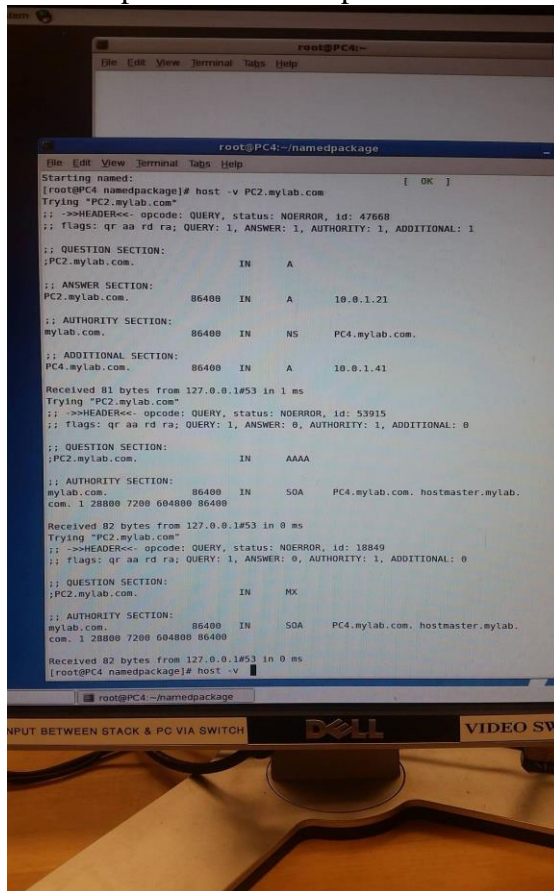 root@PC4:~
File Edit View Terminal Tabs Help
root@PC4:~/namedpackage
File Edit View Terminal Tabs Help
Starting named: [ OK ]
[root@PC4 namedpackage]# host -v PC2.mylab.com
Trying "PC2.mylab.com"
;; ->>HEADER<<- opcode: QUERY, status: NOERROR, id: 47668
;; flags: qr aa rd ra; QUERY: 1, ANSWER: 1, AUTHORITY: 1, ADDITIONAL: 1
;; QUESTION SECTION:
;PC2.mylab.com. IN A
;; ANSWER SECTION:
PC2.mylab.com. 86400 IN A 10.0.1.21
;; AUTHORITY SECTION:
mylab.com. 86400 IN NS PC4.mylab.com.
;; ADDITIONAL SECTION:
PC4.mylab.com. 86400 IN A 10.0.1.41
Received 81 bytes from 127.0.0.1#53 in 1 ms
Trying "PC2.mylab.com"
;; ->>HEADER<<- opcode: QUERY, status: NOERROR, id: 53915
;; flags: qr aa rd ra; QUERY: 1, ANSWER: 0, AUTHORITY: 1, ADDITIONAL: 0
;; QUESTION SECTION:
;PC2.mylab.com. IN AAAA
;; AUTHORITY SECTION:
mylab.com. 86400 IN SOA PC4.mylab.com. hostmaster.mylab.
com. 1 28800 7200 604800 86400
Received 82 bytes from 127.0.0.1#53 in 0 ms
Trying "PC2.mylab.com"
;; ->>HEADER<<- opcode: QUERY, status: NOERROR, id: 18849
;; flags: qr aa rd ra; QUERY: 1, ANSWER: 0, AUTHORITY: 1, ADDITIONAL: 0
;; QUESTION SECTION:
;PC2.mylab.com. IN MX
;; AUTHORITY SECTION:
mylab.com. 86400 IN SOA PC4.mylab.com. hostmaster.mylab.
com. 1 28800 7200 604800 86400
Received 82 bytes from 127.0.0.1#53 in 0 ms
[root@PC4 namedpackage]# host -v
root@PC4:~/namedpackage
NPUT BETWEEN STACK & PC VIA SWITCH
DELL
VIDEO SW